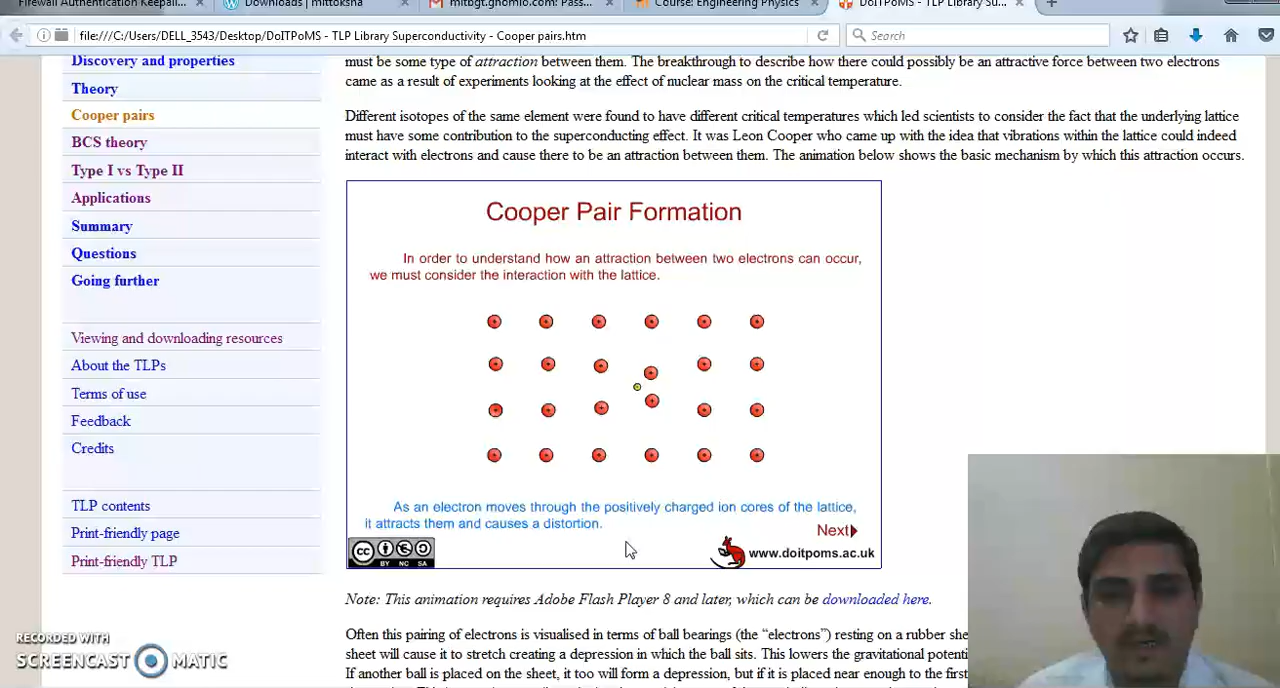 Firewall Authentication Keepali...
Downloads | mittoksha
mitbgt.gnomio.com: Pass...
Course: Engineering Physics
DoITPoMS - TLP Library Su...
file:///C:/Users/DELL_3543/Desktop/DoITPoMS - TLP Library Superconductivity - Cooper pairs.htm
Search
Discovery and properties
Theory
Cooper pairs
BCS theory
Type I vs Type II
Applications
Summary
Questions
Going further
Viewing and downloading resources
About the TLPs
Terms of use
Feedback
Credits
TLP contents
Print-friendly page
Print-friendly TLP
must be some type of attraction between them. The breakthrough to describe how there could possibly be an attractive force between two electrons
came as a result of experiments looking at the effect of nuclear mass on the critical temperature.
Different isotopes of the same element were found to have different critical temperatures which led scientists to consider the fact that the underlying lattice
must have some contribution to the superconducting effect. It was Leon Cooper who came up with the idea that vibrations within the lattice could indeed
interact with electrons and cause there to be an attraction between them. The animation below shows the basic mechanism by which this attraction occurs.
Cooper Pair Formation
In order to understand how an attraction between two electrons can occur,
we must consider the interaction with the lattice.
As an electron moves through the positively charged ion cores of the lattice,
it attracts them and causes a distortion.
Next
cc BY NC SA
www.doitpoms.ac.uk
Note: This animation requires Adobe Flash Player 8 and later, which can be downloaded here.
Often this pairing of electrons is visualised in terms of ball bearings (the “electrons”) resting on a rubber she
sheet will cause it to stretch creating a depression in which the ball sits. This lowers the gravitational potenti
If another ball is placed on the sheet, it too will form a depression, but if it is placed near enough to the first
RECORDED WITH
SCREENCAST MATIC